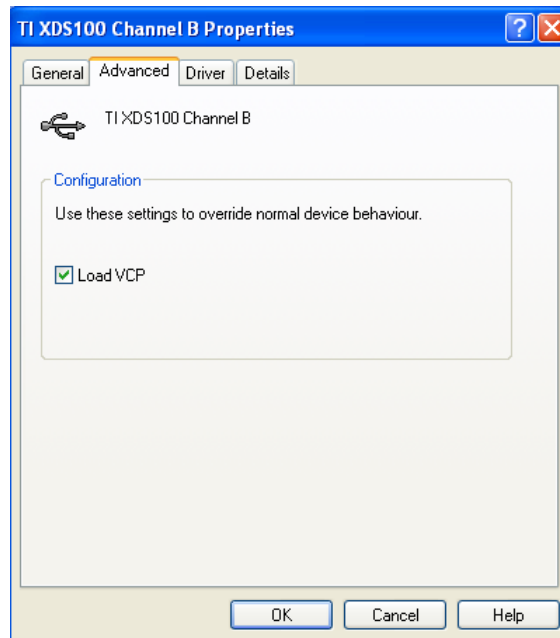 TI XDS100 Channel B Properties
General Advanced Driver Details
TI XDS100 Channel B
Configuration
Use these settings to override normal device behaviour.
Load VCP
OK Cancel Help